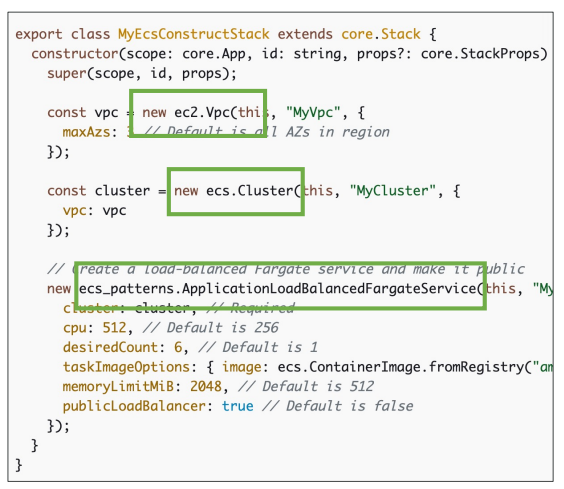 export class MyEcsConstructStack extends core.Stack {
constructor(scope: core.App, id: string, props?: core.StackProps)
super(scope, id, props);
const vpc = new ec2.Vpc(this, "MyVpc", {
maxAzs: 3 // Default is all AZs in region
});
const cluster = new ecs.Cluster(this, "MyCluster", {
vpc: vpc
});
// Create a load-balanced Fargate service and make it public
new ecs_patterns.ApplicationLoadBalancedFargateService(this, "My
cluster: cluster, // Required
cpu: 512, // Default is 256
desiredCount: 6, // Default is 1
taskImageOptions: { image: ecs.ContainerImage.fromRegistry("am
memoryLimitMiB: 2048, // Default is 512
publicLoadBalancer: true // Default is false
});
}
}